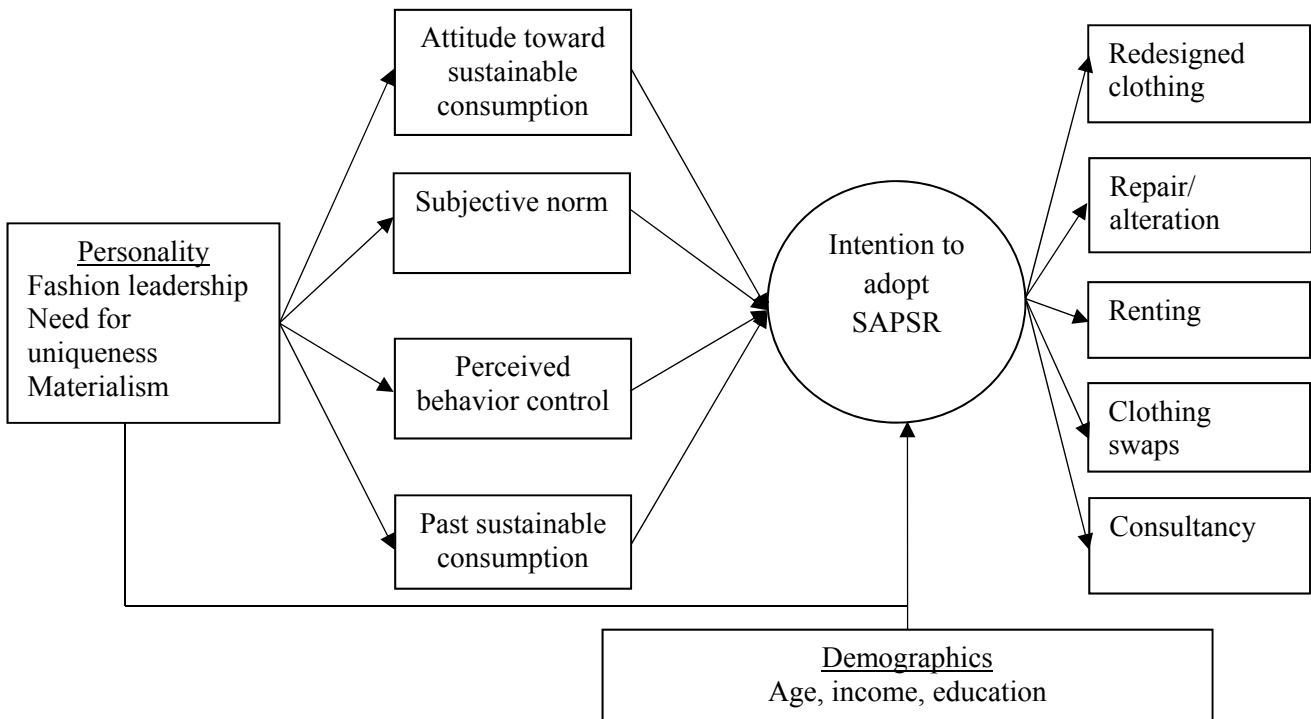 Attitude toward
sustainable
consumption
Subjective norm
Perceived
behavior control
Past sustainable
consumption
Personality
Fashion leadership
Need for
uniqueness
Materialism
Intention to
adopt
SAPSR
Redesigned
clothing
Repair/
alteration
Renting
Clothing
swaps
Consultancy
Demographics
Age, income, education